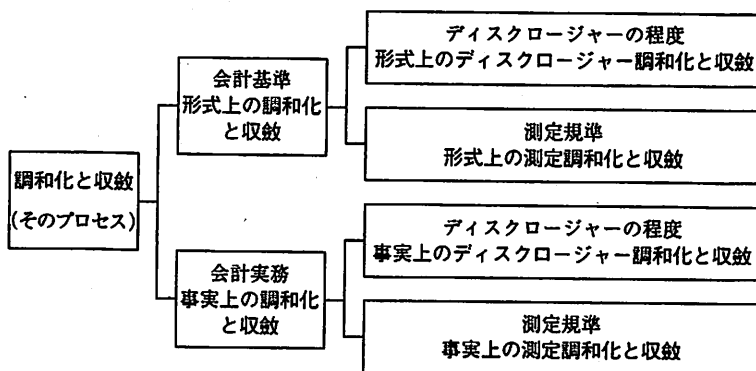 ディスクロージャーの程度
形式上のディスクロージャー調和化と収斂
会計基準
形式上の調和化
と収斂
測定規準
形式上の測定調和化と収斂
調和化と収斂
(そのプロセス)
ディスクロージャーの程度
事実上のディスクロージャー調和化と収斂
会計実務
事実上の調和化
と収斂
測定規準
事実上の測定調和化と収斂